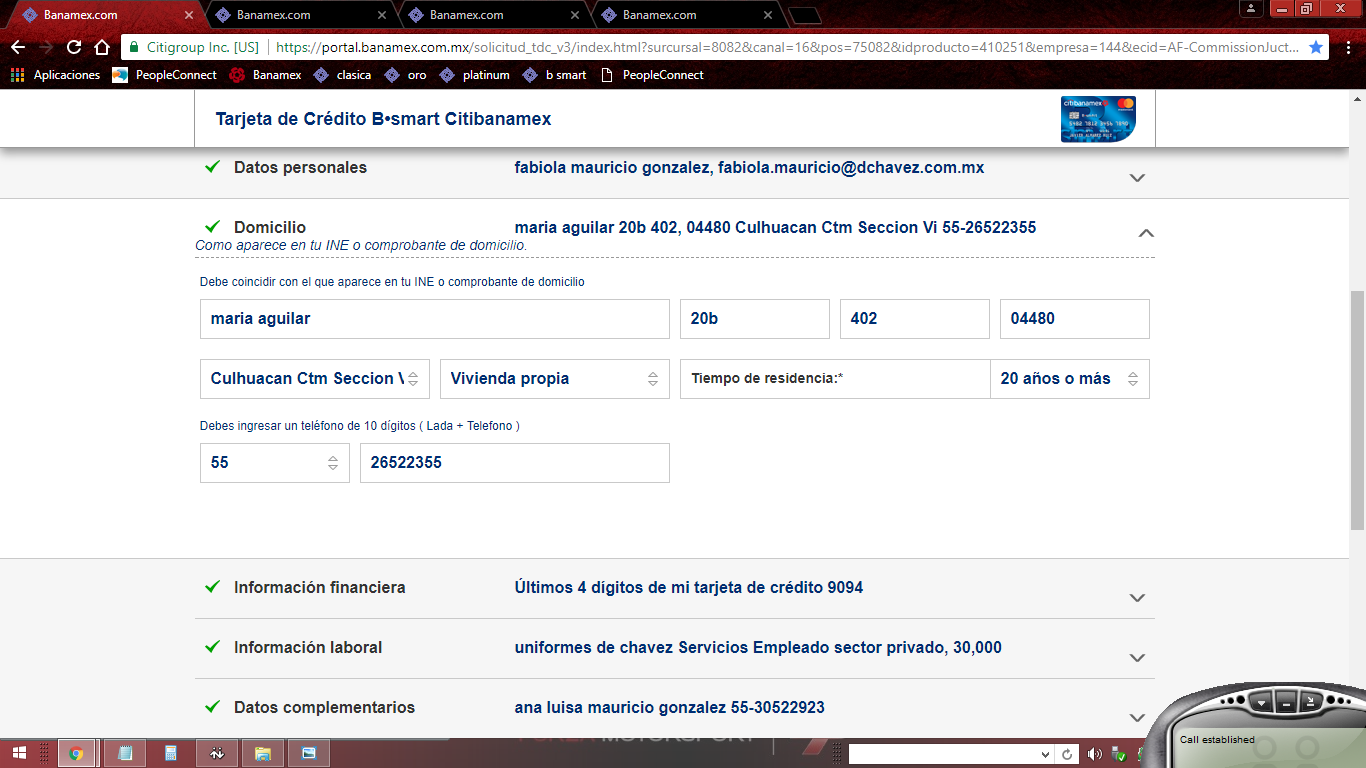 Banamex.com Banamex.com Banamex.com Banamex.com
Citigroup Inc. [US] https://portal.banamex.com.mx/solicitud_tdc_v3/index.html?surcursal=8082&canal=16&pos=75082&idproducto=410251&empresa=144&ecid=AF-CommissionJuct...
Aplicaciones PeopleConnect Banamex clasica oro platinum b smart PeopleConnect
Tarjeta de Crédito B•smart Citibanamex
citibanamex
Datos personales fabiola mauricio gonzalez, fabiola.mauricio@dchavez.com.mx
Domicilio maria aguilar 20b 402, 04480 Culhuacan Ctm Seccion Vi 55-26522355
Como aparece en tu INE o comprobante de domicilio.
Debe coincidir con el que aparece en tu INE o comprobante de domicilio
maria aguilar 20b 402 04480
Culhuacan Ctm Seccion V Vivienda propia Tiempo de residencia:* 20 años o más
Debes ingresar un teléfono de 10 dígitos ( Lada + Telefono )
55 26522355
Información financiera Últimos 4 dígitos de mi tarjeta de crédito 9094
Información laboral uniformes de chavez Servicios Empleado sector privado, 30,000
Datos complementarios ana luisa mauricio gonzalez 55-30522923
Call established